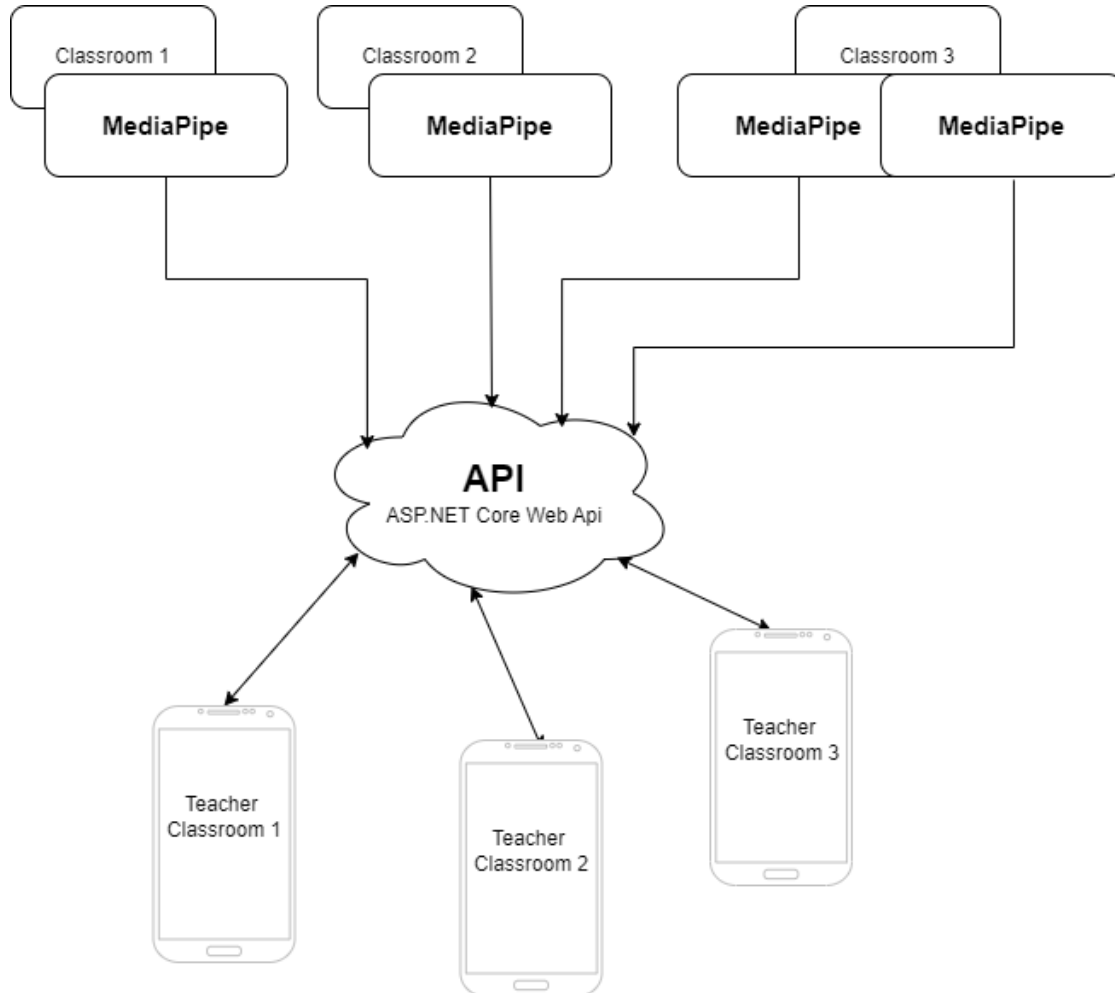 Classroom 1
MediaPipe
Classroom 2
MediaPipe
Classroom 3
MediaPipe
MediaPipe
API
ASP.NET Core Web Api
Teacher
Classroom 1
Teacher
Classroom 2
Teacher
Classroom 3